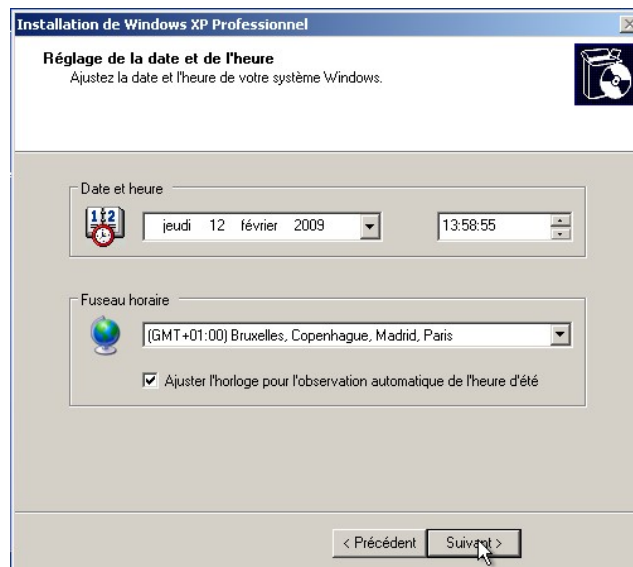 Installation de Windows XP Professionnel
Réglage de la date et de l'heure
Ajustez la date et l'heure de votre système Windows.
Date et heure
jeudi 12 février 2009
13:58:55
Fuseau horaire
(GMT+01:00) Bruxelles, Copenhague, Madrid, Paris
Ajuster l'horloge pour l'observation automatique de l'heure d'été
< Précédent
Suivant >